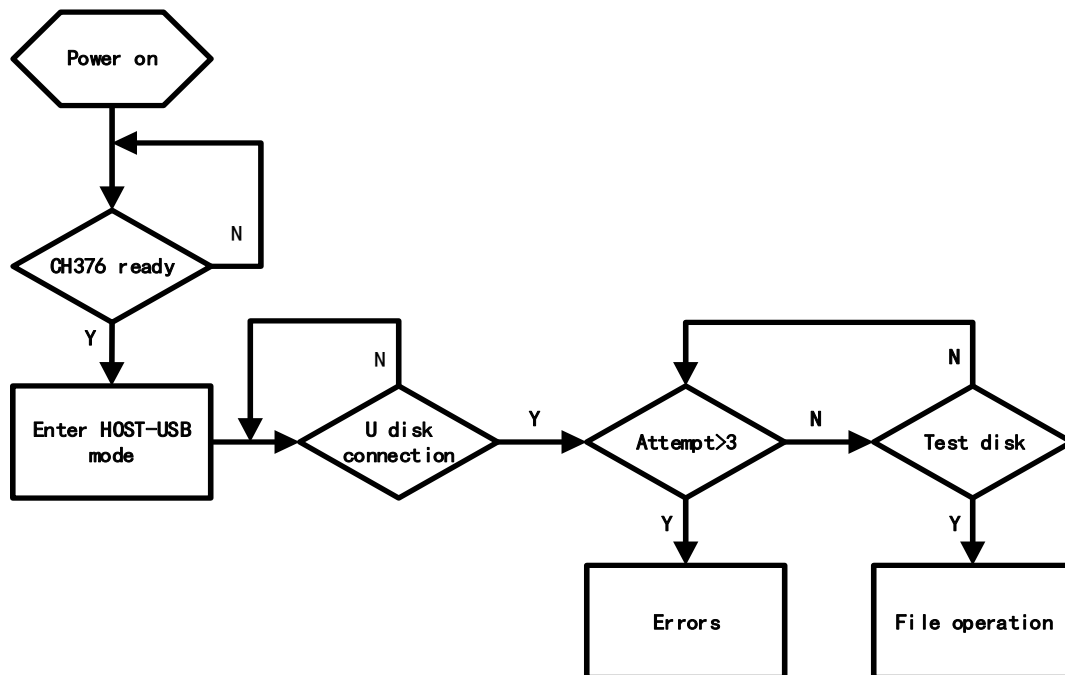 Power on
N
CH376 ready
Y
N
N
Enter HOST-USB
mode
U disk
connection
Y
Attempt>3
N
Test disk
Y
Y
Errors
File operation